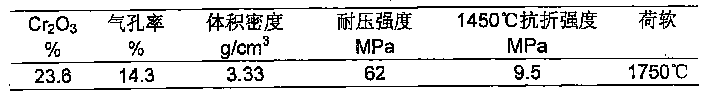 Cr₂O₃ 气孔率 体积密度 耐压强度 1450℃抗折强度 荷软
% % g/cm³ MPa MPa
23.6 14.3 3.33 62 9.5 1750℃